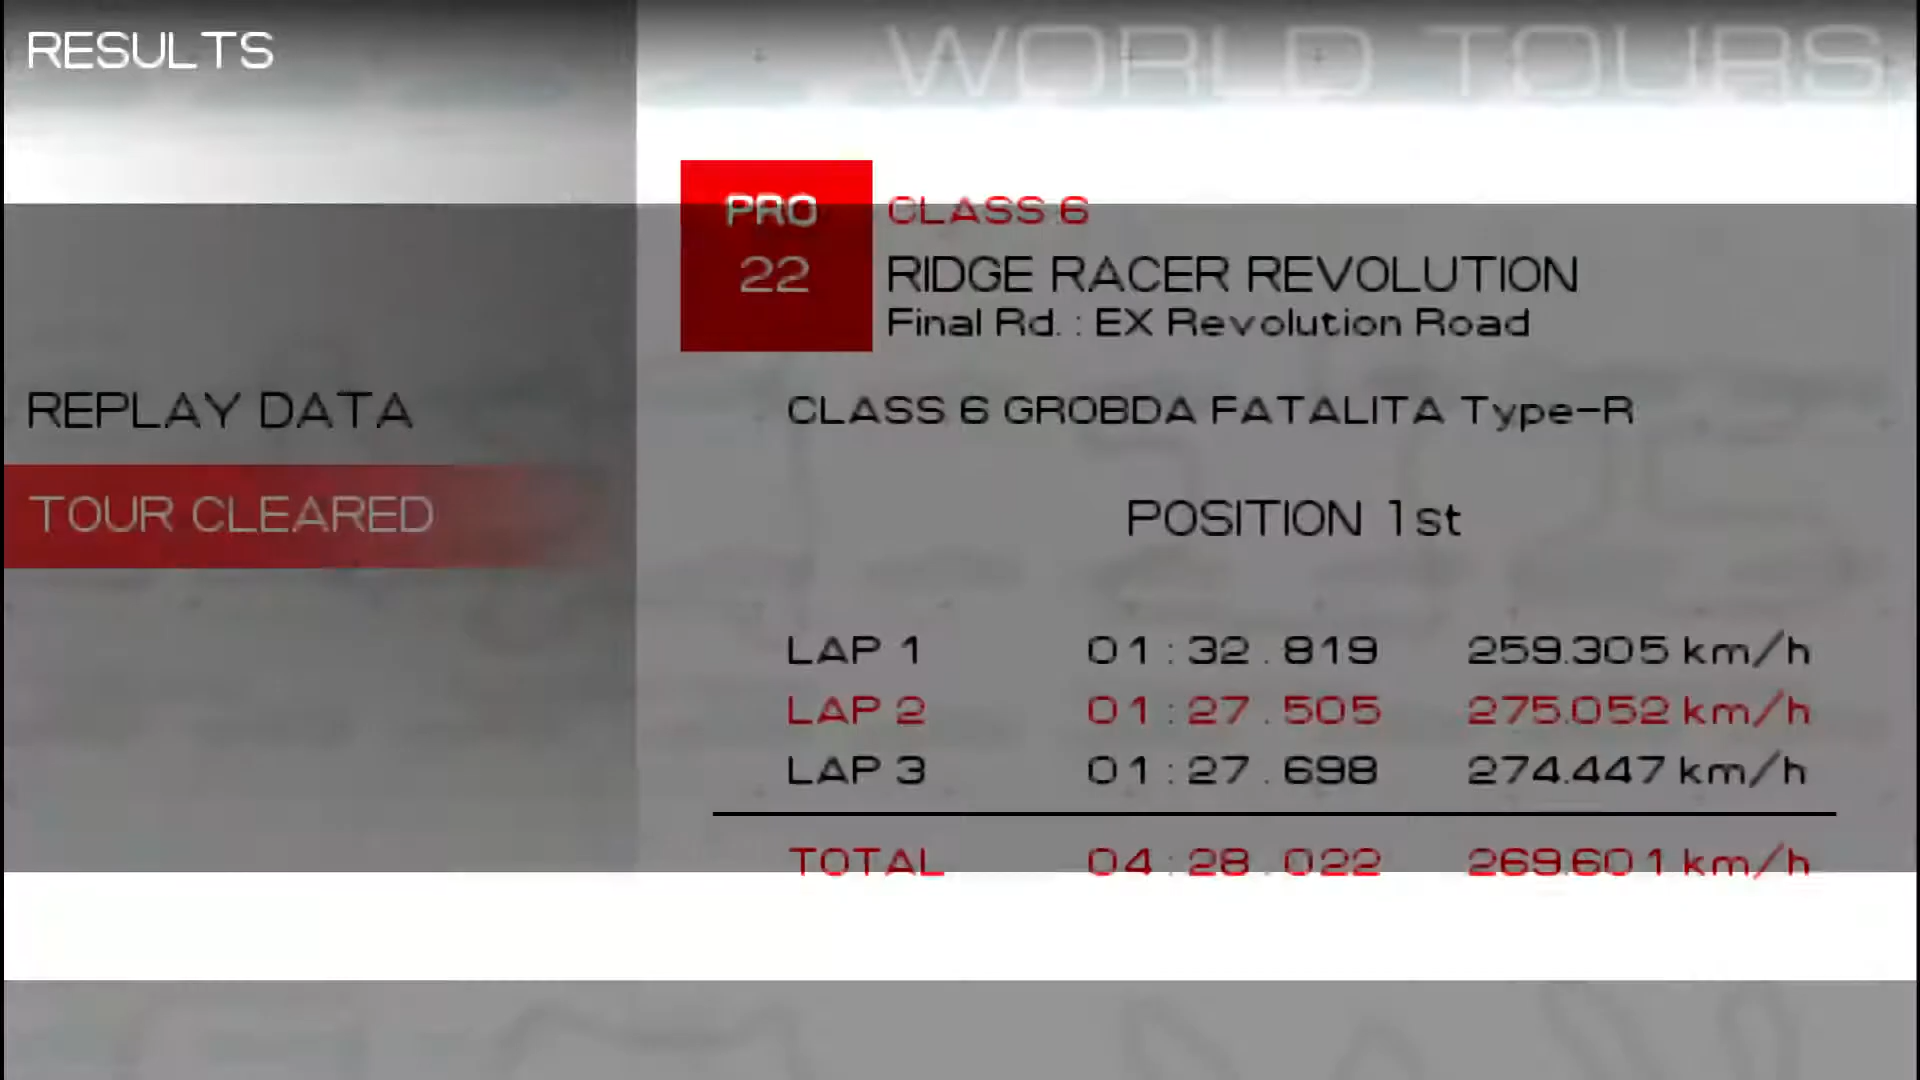 RESULTS
WORLD TOURS
PRO
22
CLASS 6
RIDGE RACER REVOLUTION
Final Rd. : EX Revolution Road
REPLAY DATA
TOUR CLEARED
CLASS 6 GROBDA FATALITA Type-R
POSITION 1st
LAP 1 01:32.819 259.305 km/h
LAP 2 01:27.505 275.052 km/h
LAP 3 01:27.698 274.447 km/h
TOTAL 04:28.022 269.601 km/h